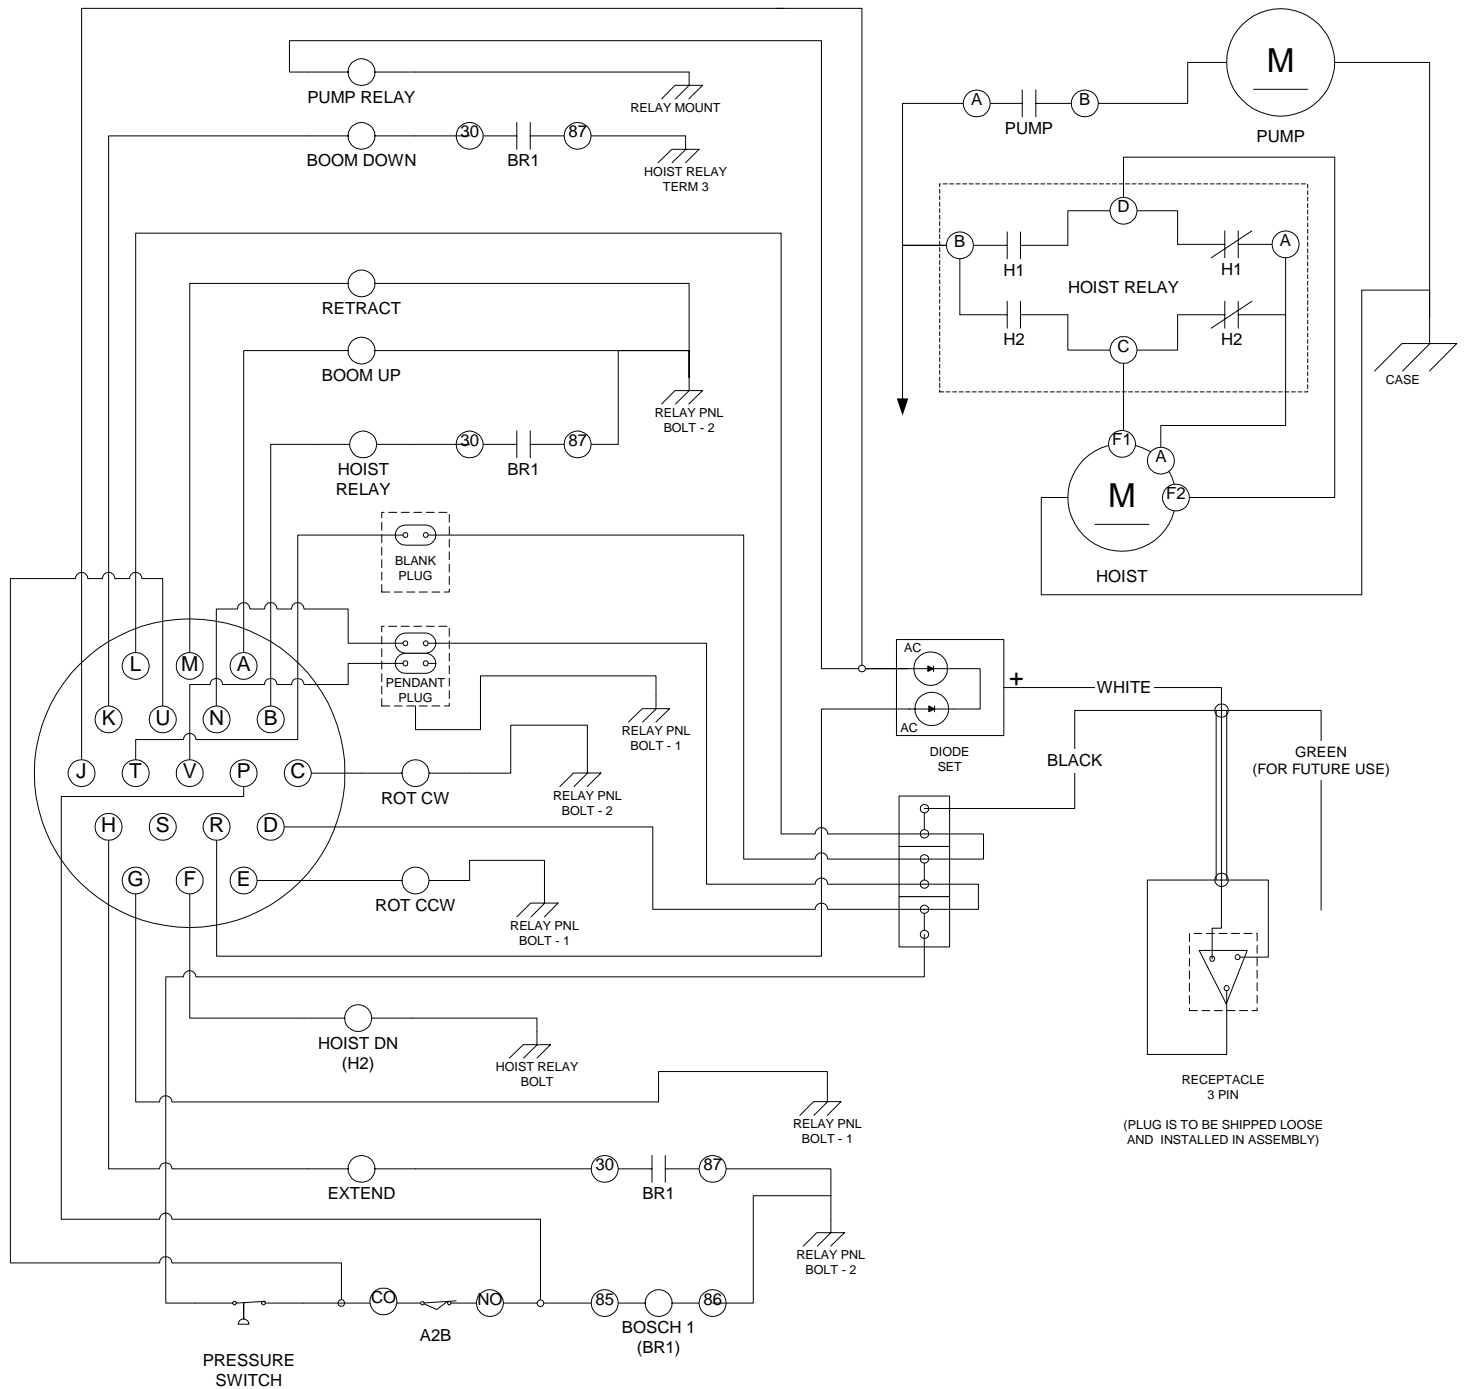 M
PUMP
A
PUMP
B
PUMP RELAY
RELAY MOUNT
30
BR1
87
BOOM DOWN
HOIST RELAY
TERM 3
D
B
H1
H1
A
HOIST RELAY
H2
H2
C
CASE
RETRACT
BOOM UP
RELAY PNL
BOLT - 2
30
BR1
87
HOIST
RELAY
F1
A
M
F2
HOIST
BLANK
PLUG
PENDANT
PLUG
L
M
A
K
U
N
B
J
T
V
P
C
H
S
R
D
G
F
E
RELAY PNL
BOLT - 1
ROT CW
RELAY PNL
BOLT - 2
ROT CCW
RELAY PNL
BOLT - 1
AC
AC
+
DIODE
SET
WHITE
BLACK
GREEN
(FOR FUTURE USE)
HOIST DN
(H2)
HOIST RELAY
BOLT
RECEPTACLE
3 PIN
(PLUG IS TO BE SHIPPED LOOSE
AND INSTALLED IN ASSEMBLY)
RELAY PNL
BOLT - 1
EXTEND
30
BR1
87
RELAY PNL
BOLT - 2
CO
A2B
NO
85
BOSCH 1
(BR1)
86
PRESSURE
SWITCH